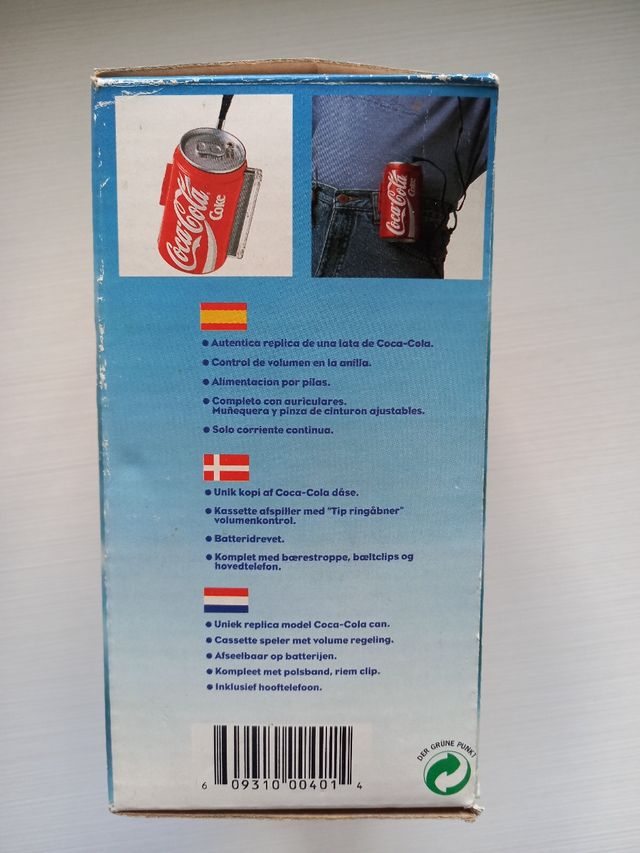 Coca-Cola
Coke
Coca-Cola
Coke
• Autentica replica de una lata de Coca-Cola.
• Control de volumen en la anilla.
• Alimentacion por pilas.
• Completo con auriculares.
Muñequera y pinza de cinturon ajustables.
• Solo corriente continua.
• Unik kopi af Coca-Cola dåse.
• Kassette afspiller med "Tip ringåbner"
volumenkontrol.
• Batteridrevet.
• Komplet med bærestroppe, bæltclips og
hovedtelefon.
• Uniek replica model Coca-Cola can.
• Cassette speler met volume regeling.
• Afseelbaar op batterijen.
• Kompleet met polsband, riem clip.
• Inklusief hooftelefoon.
DER GRÜNE PUNKT
6 09310 00401 4